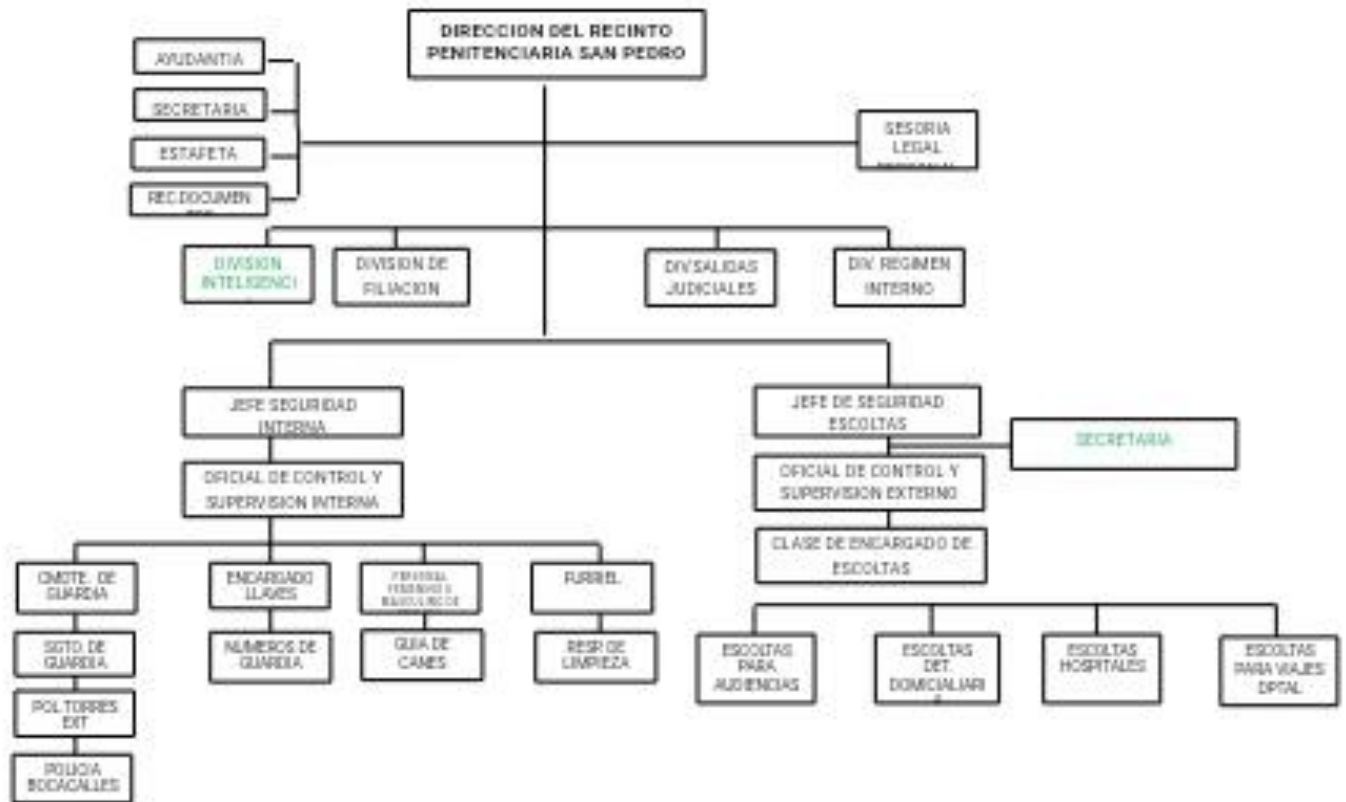 DIRECCION DEL RECINTO
PENITENCIARIA SAN PEDRO
AYUDANTIA
SECRETARIA
ESTAFETA
REC.DOCUMEN
SESORIA
LEGAL
DIVISION
INTELIGENCI
DIVISION DE
FILIACION
DIV.SALIDAS
JUDICIALES
DIV. REGIMEN
INTERNO
JEFE SEGURIDAD
INTERNA
JEFE DE SEGURIDAD
ESCOLTAS
SECRETARIA
OFICIAL DE CONTROL Y
SUPERVISION INTERNA
OFICIAL DE CONTROL Y
SUPERVISION EXTERNO
CLASE DE ENCARGADO DE
ESCOLTAS
CMDTE. DE
GUARDIA
ENCARGADO
LLAVES
PERSONAL
FURRIEL
SGTO. DE
GUARDIA
NUMEROS DE
GUARDIA
GUIA DE
CANES
RESP. DE
LIMPIEZA
ESCOLTAS
PARA
AUDIENCIAS
ESCOLTAS
DET.
DOMICIALIARI
ESCOLTAS
HOSPITALES
ESCOLTAS
PARA VIAJES
DPTAL
POL.TORRES
EXT
POLICIA
BOCACALLES